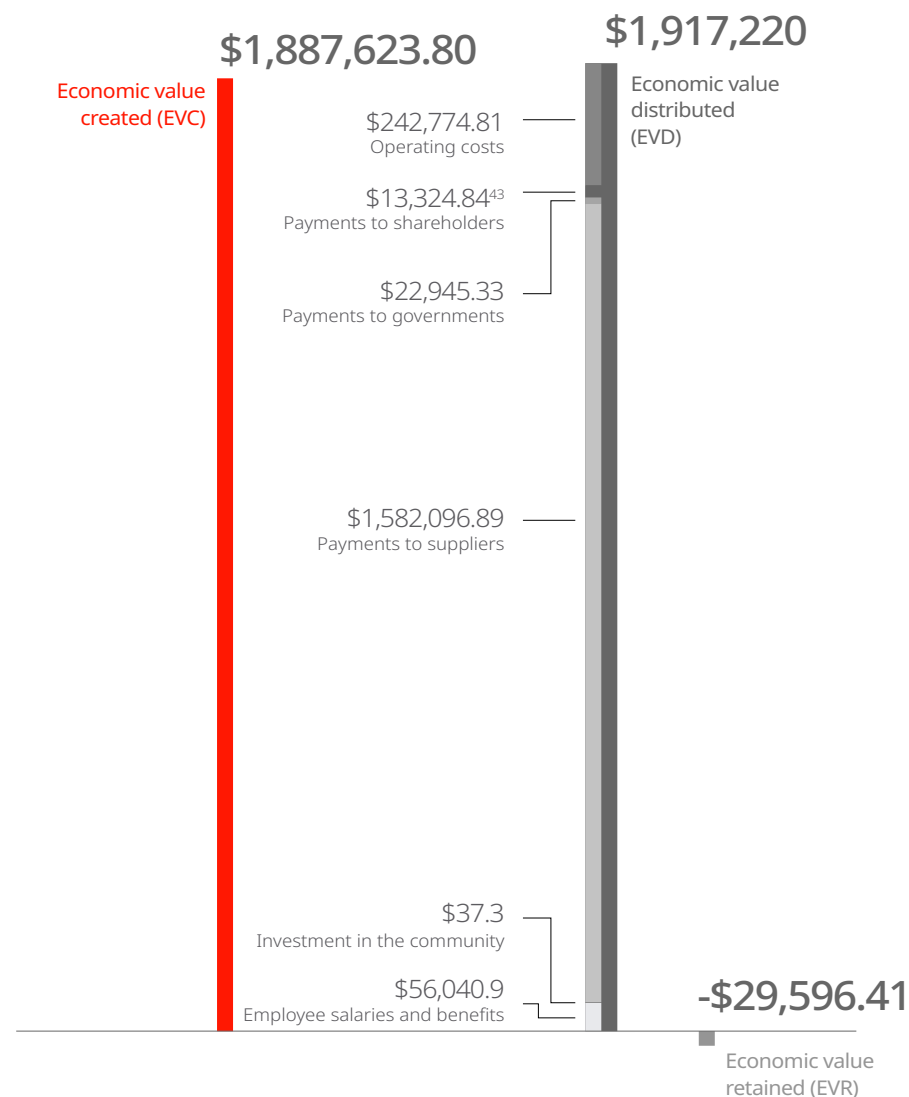 $1,887,623.80
Economic value
created (EVC)
$1,917,220
Economic value
distributed
(EVD)
$242,774.81
Operating costs
$13,324.84⁴³
Payments to shareholders
$22,945.33
Payments to governments
$1,582,096.89
Payments to suppliers
$37.3
Investment in the community
$56,040.9
Employee salaries and benefits
-$29,596.41
Economic value
retained (EVR)